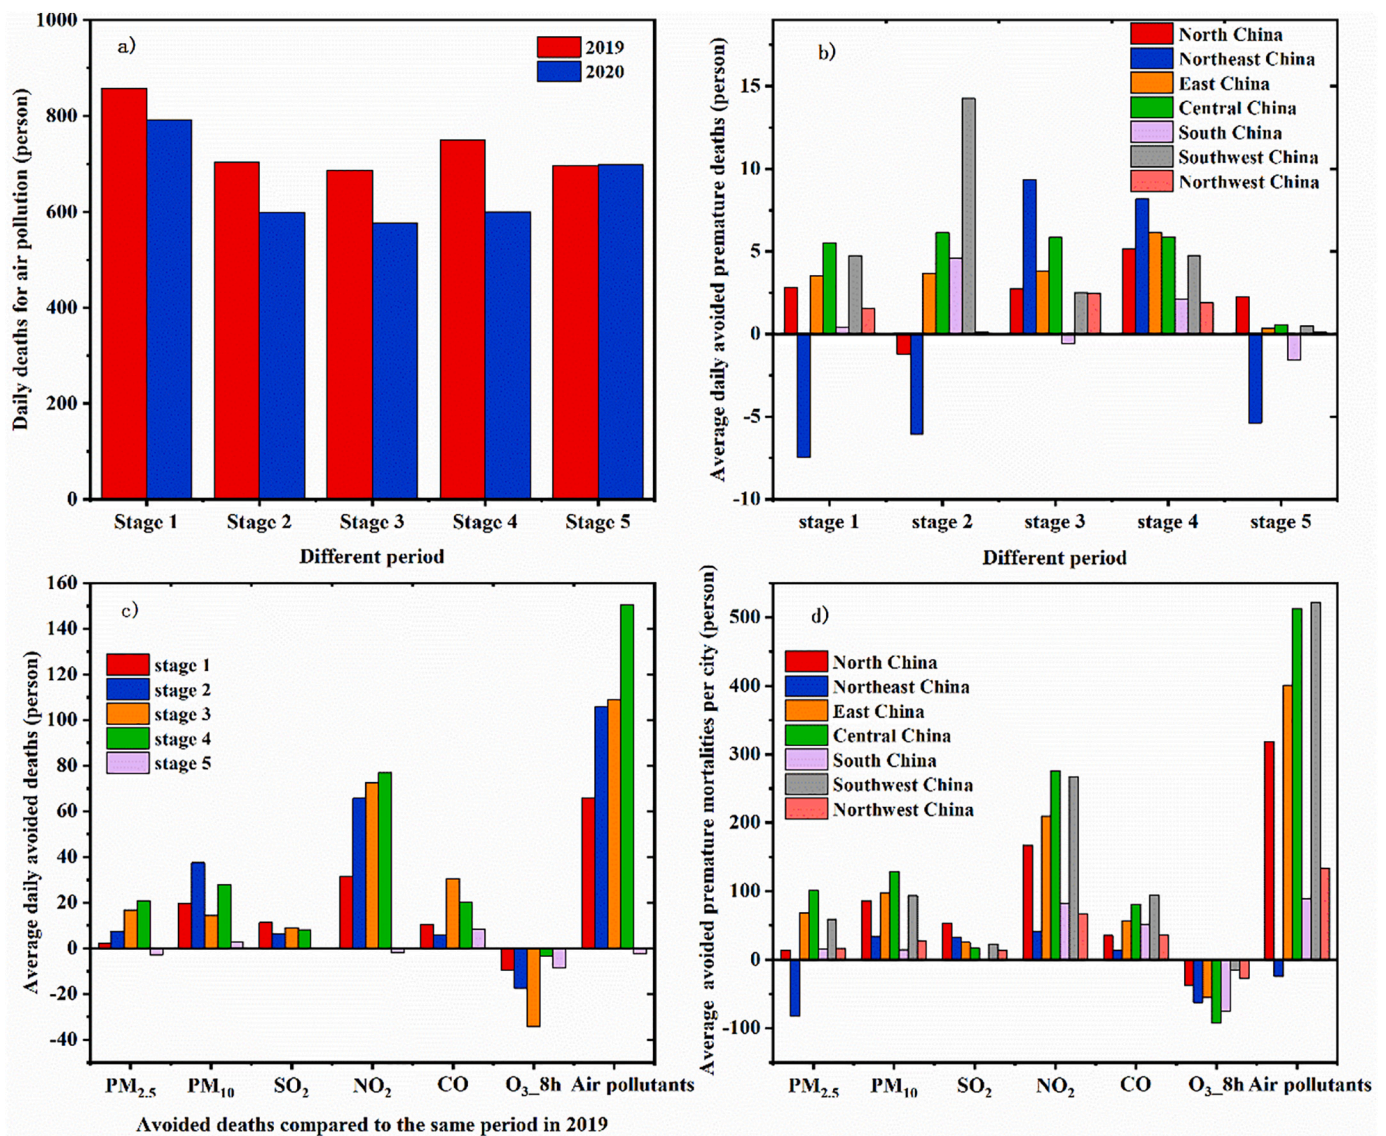 a)
2019
2020
Daily deaths for air pollution (person)
1000
800
600
400
200
0
Stage 1 Stage 2 Stage 3 Stage 4 Stage 5
Different period
b)
North China
Northeast China
East China
Central China
South China
Southwest China
Northwest China
Average daily avoided premature deaths (person)
15
10
5
0
-5
-10
stage 1 stage 2 stage 3 stage 4 stage 5
Different period
c)
stage 1
stage 2
stage 3
stage 4
stage 5
Average daily avoided deaths (person)
160
140
120
100
80
60
40
20
0
-20
-40
PM2.5 PM10 SO2 NO2 CO O3_8h Air pollutants
Avoided deaths compared to the same period in 2019
d)
North China
Northeast China
East China
Central China
South China
Southwest China
Northwest China
Average avoided premature mortalities per city (person)
500
400
300
200
100
0
-100
PM2.5 PM10 SO2 NO2 CO O3_8h Air pollutants